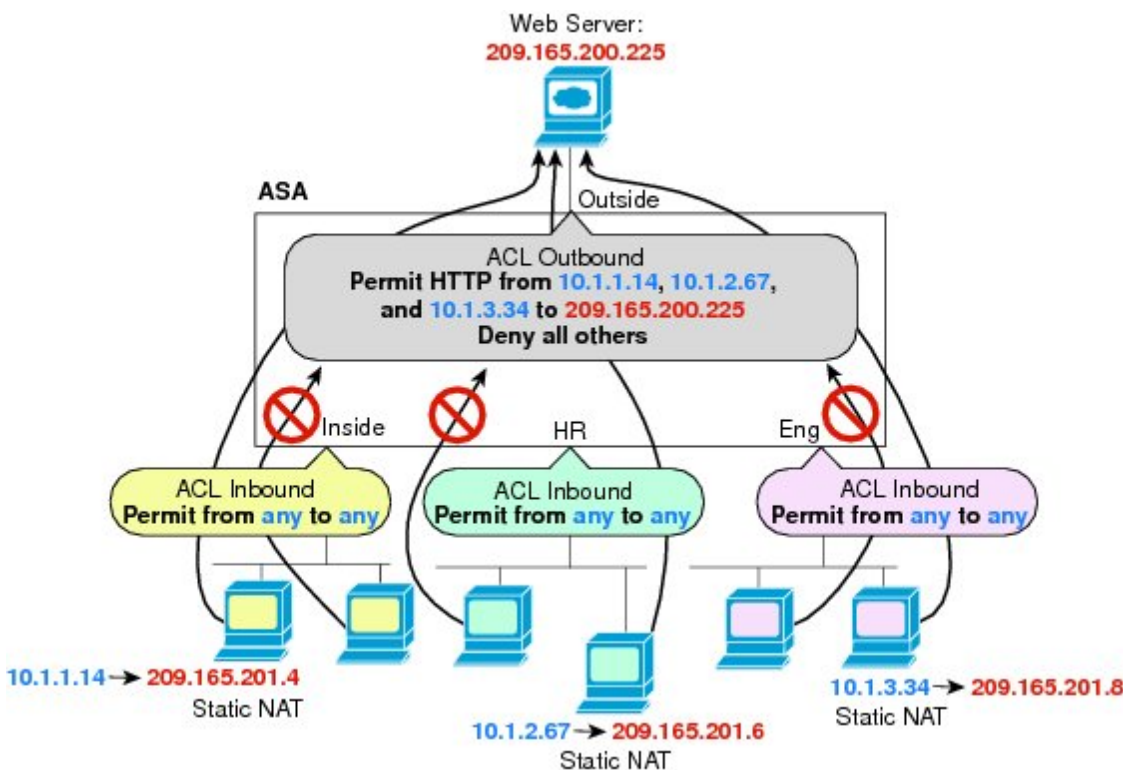 Web Server:
209.165.200.225
ASA
Outside
ACL Outbound
Permit HTTP from 10.1.1.14, 10.1.2.67,
and 10.1.3.34 to 209.165.200.225
Deny all others
Inside
HR
Eng
ACL Inbound
Permit from any to any
ACL Inbound
Permit from any to any
ACL Inbound
Permit from any to any
10.1.1.14 → 209.165.201.4
Static NAT
10.1.2.67 → 209.165.201.6
Static NAT
10.1.3.34 → 209.165.201.8
Static NAT